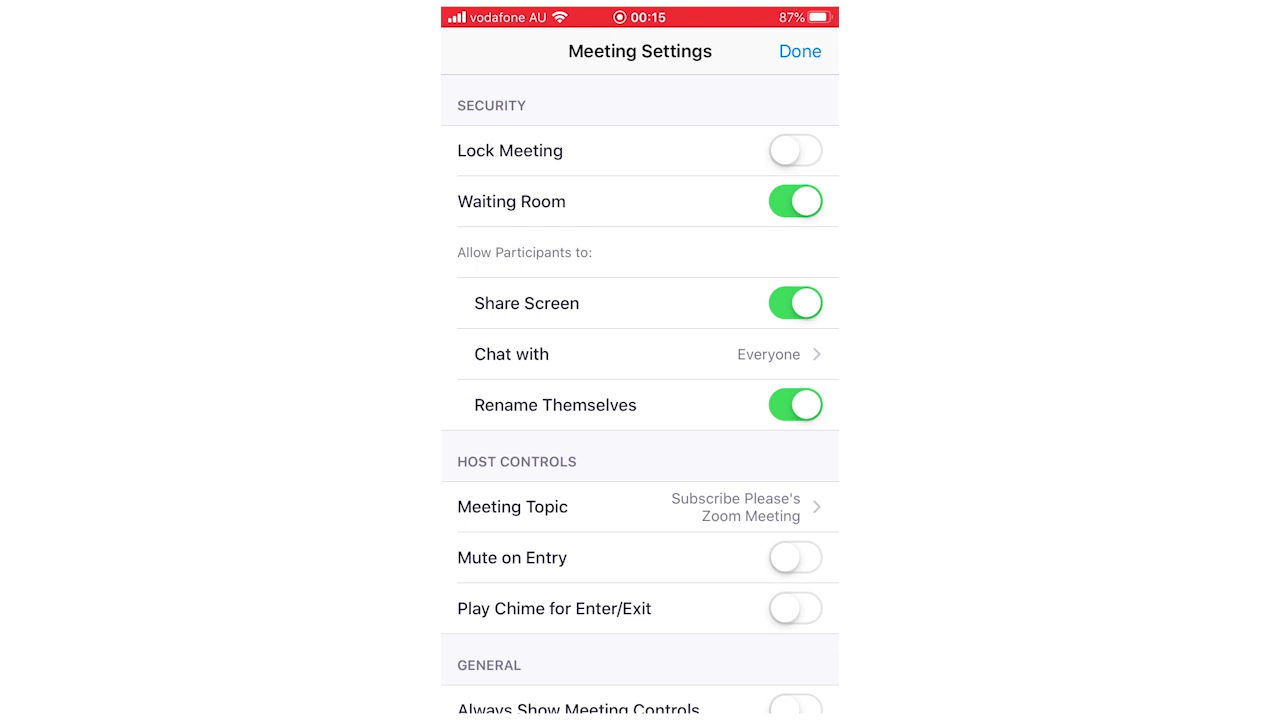 vodafone AU 00:15 87%
Meeting Settings Done
SECURITY
Lock Meeting
Waiting Room
Allow Participants to:
Share Screen
Chat with Everyone
Rename Themselves
HOST CONTROLS
Meeting Topic Subscribe Please's
Zoom Meeting
Mute on Entry
Play Chime for Enter/Exit
GENERAL
Always Show Meeting Controls